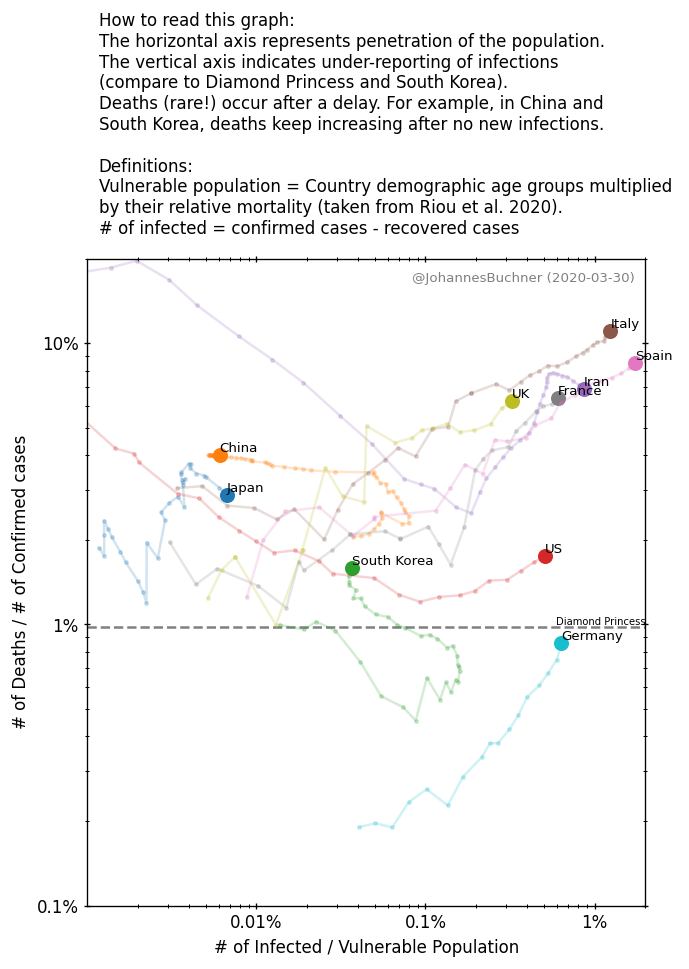 How to read this graph:
The horizontal axis represents penetration of the population.
The vertical axis indicates under-reporting of infections
(compare to Diamond Princess and South Korea).
Deaths (rare!) occur after a delay. For example, in China and
South Korea, deaths keep increasing after no new infections.
Definitions:
Vulnerable population = Country demographic age groups multiplied
by their relative mortality (taken from Riou et al. 2020).
# of infected = confirmed cases - recovered cases
@JohannesBuchner (2020-03-30)
Italy
10%
Spain
Iran
France
UK
China
Japan
US
South Korea
Diamond Princess
1%
Germany
# of Deaths / # of Confirmed cases
0.1%
0.01%
0.1%
1%
# of Infected / Vulnerable Population